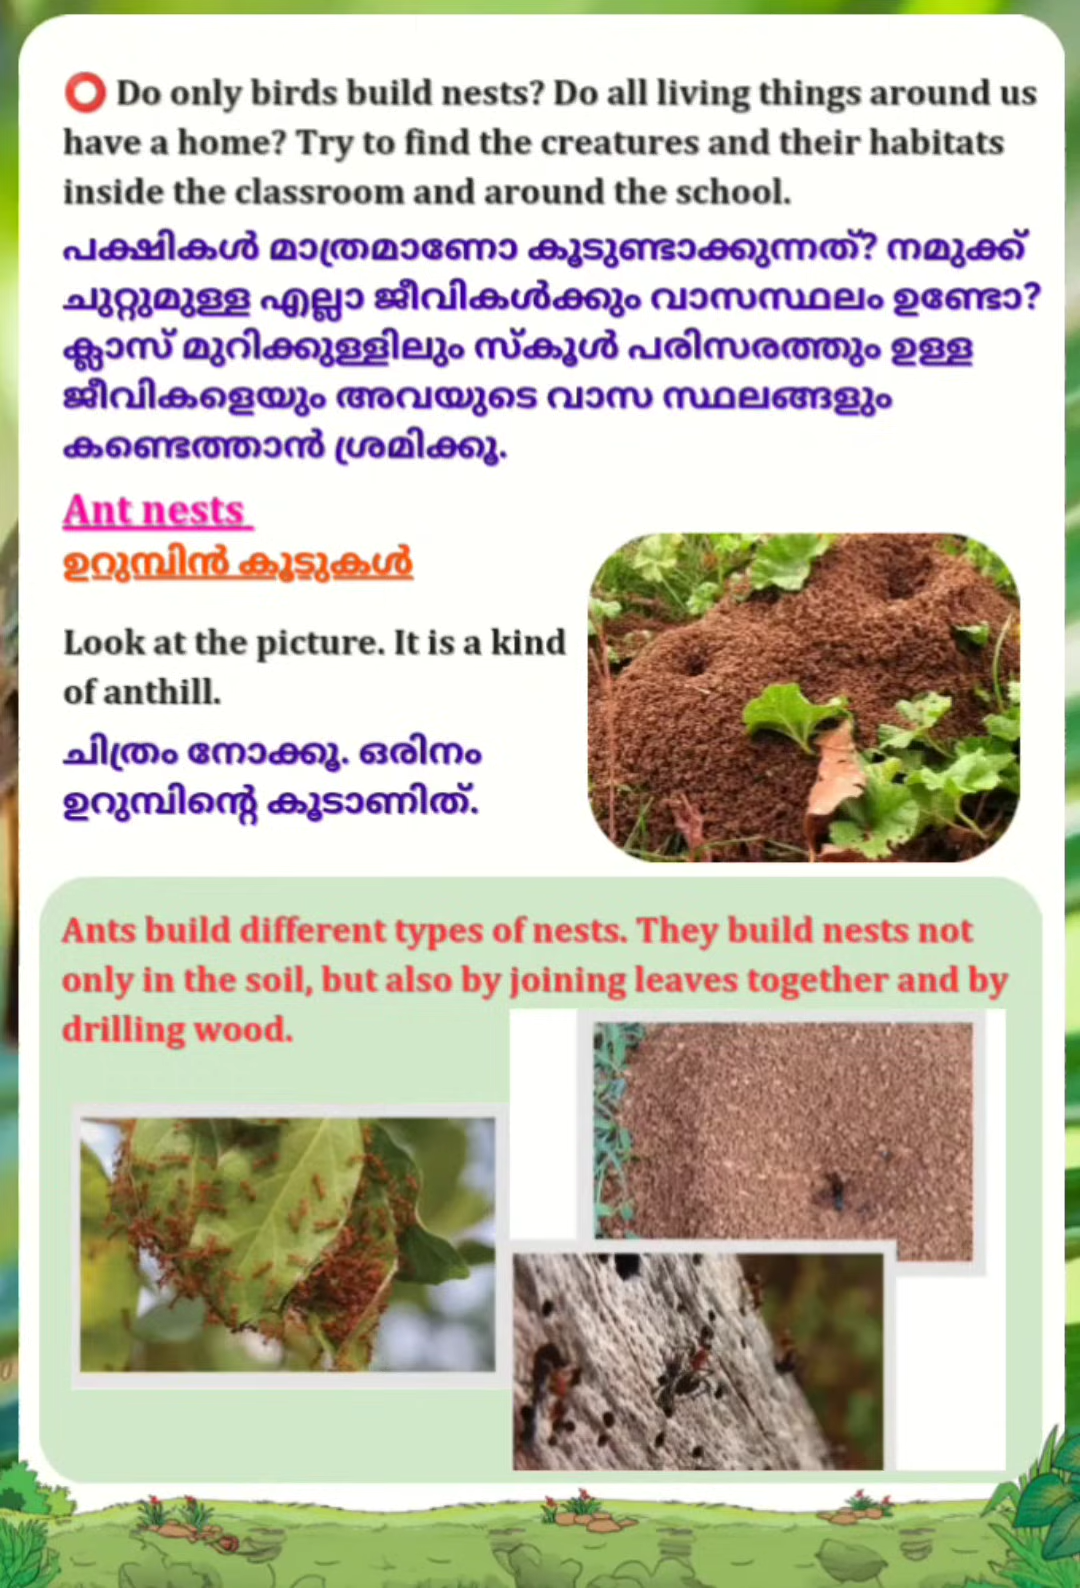 Do only birds build nests? Do all living things around us
have a home? Try to find the creatures and their habitats
inside the classroom and around the school.
പക്ഷികൾ മാത്രമാണോ കൂടുണ്ടാക്കുന്നത്? നമുക്ക്
ചുറ്റുമുള്ള എല്ലാ ജീവികൾക്കും വാസസ്ഥലം ഉണ്ടോ?
ക്ലാസ് മുറിക്കുള്ളിലും സ്കൂൾ പരിസരത്തും ഉള്ള
ജീവികളെയും അവയുടെ വാസ സ്ഥലങ്ങളും
കണ്ടെത്താൻ ശ്രമിക്കൂ.
Ant nests
ഉറുമ്പിൻ കൂടുകൾ
Look at the picture. It is a kind
of anthill.
ചിത്രം നോക്കൂ. ഒരിനം
ഉറുമ്പിന്റെ കൂടാണിത്.
Ants build different types of nests. They build nests not
only in the soil, but also by joining leaves together and by
drilling wood.